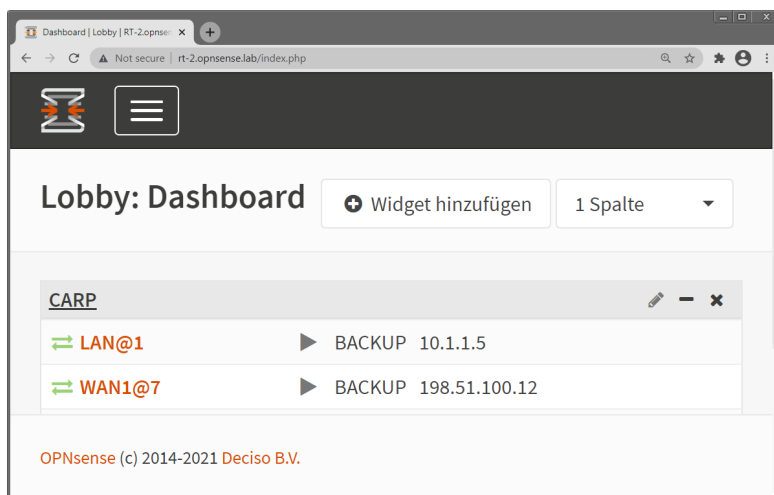 Dashboard | Lobby | RT-2.opnsen
Not secure | rt-2.opnsense.lab/index.php
Lobby: Dashboard
Widget hinzufügen
1 Spalte
CARP
LAN@1 BACKUP 10.1.1.5
WAN1@7 BACKUP 198.51.100.12
OPNsense (c) 2014-2021 Deciso B.V.